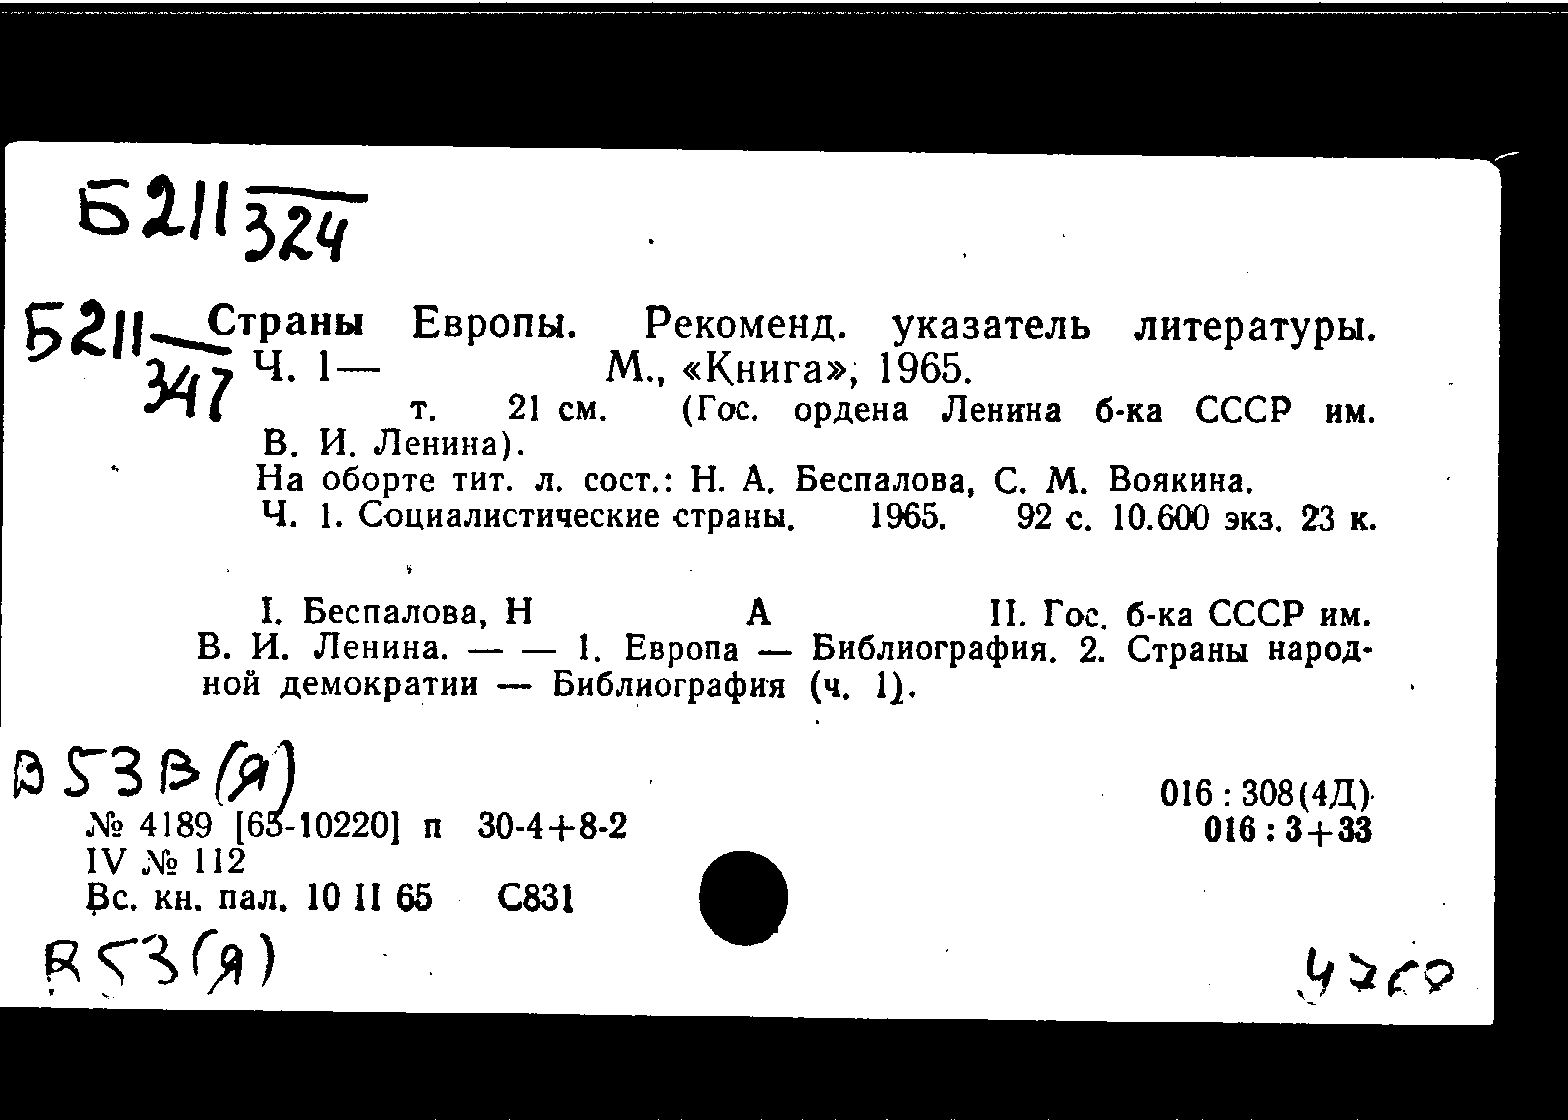 Б211
324
Б211
347
Страны Европы. Рекоменд. указатель литературы.
Ч. 1— М., «Книга», 1965.
т. 21 см. (Гос. ордена Ленина б-ка СССР им.
В. И. Ленина).
На оборте тит. л. сост.: Н. А. Беспалова, С. М. Воякина.
Ч. 1. Социалистические страны. 1965. 92 с. 10.600 экз. 23 к.
I. Беспалова, Н А II. Гос. б-ка СССР им.
В. И. Ленина. — — 1. Европа — Библиография. 2. Страны народ-
ной демократии — Библиография (ч. 1).
В53В(Я)
016 : 308(4Д)
№ 4189 [65-10220] п 30-4+8-2
016 : 3+33
IV № 112
Вс. кн. пал. 10 II 65 С831
В53(Я)